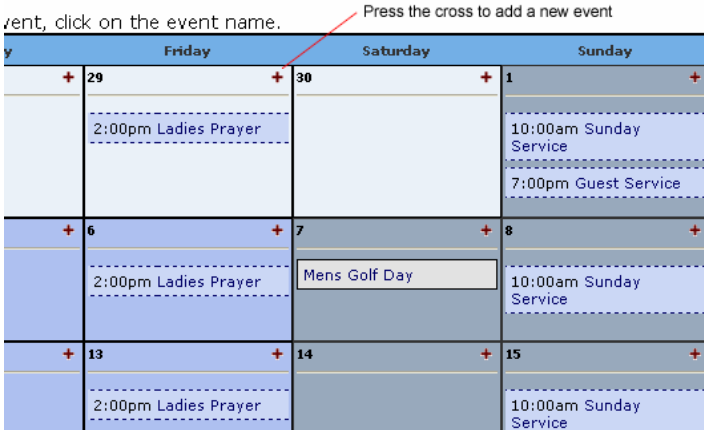 Press the cross to add a new event
vent, click on the event name.
y Friday Saturday Sunday
+ 29 + 30 + 1 +
2:00pm Ladies Prayer
10:00am Sunday
Service
7:00pm Guest Service
+ 6 + 7 + 8 +
2:00pm Ladies Prayer
Mens Golf Day
10:00am Sunday
Service
+ 13 + 14 + 15 +
2:00pm Ladies Prayer
10:00am Sunday
Service